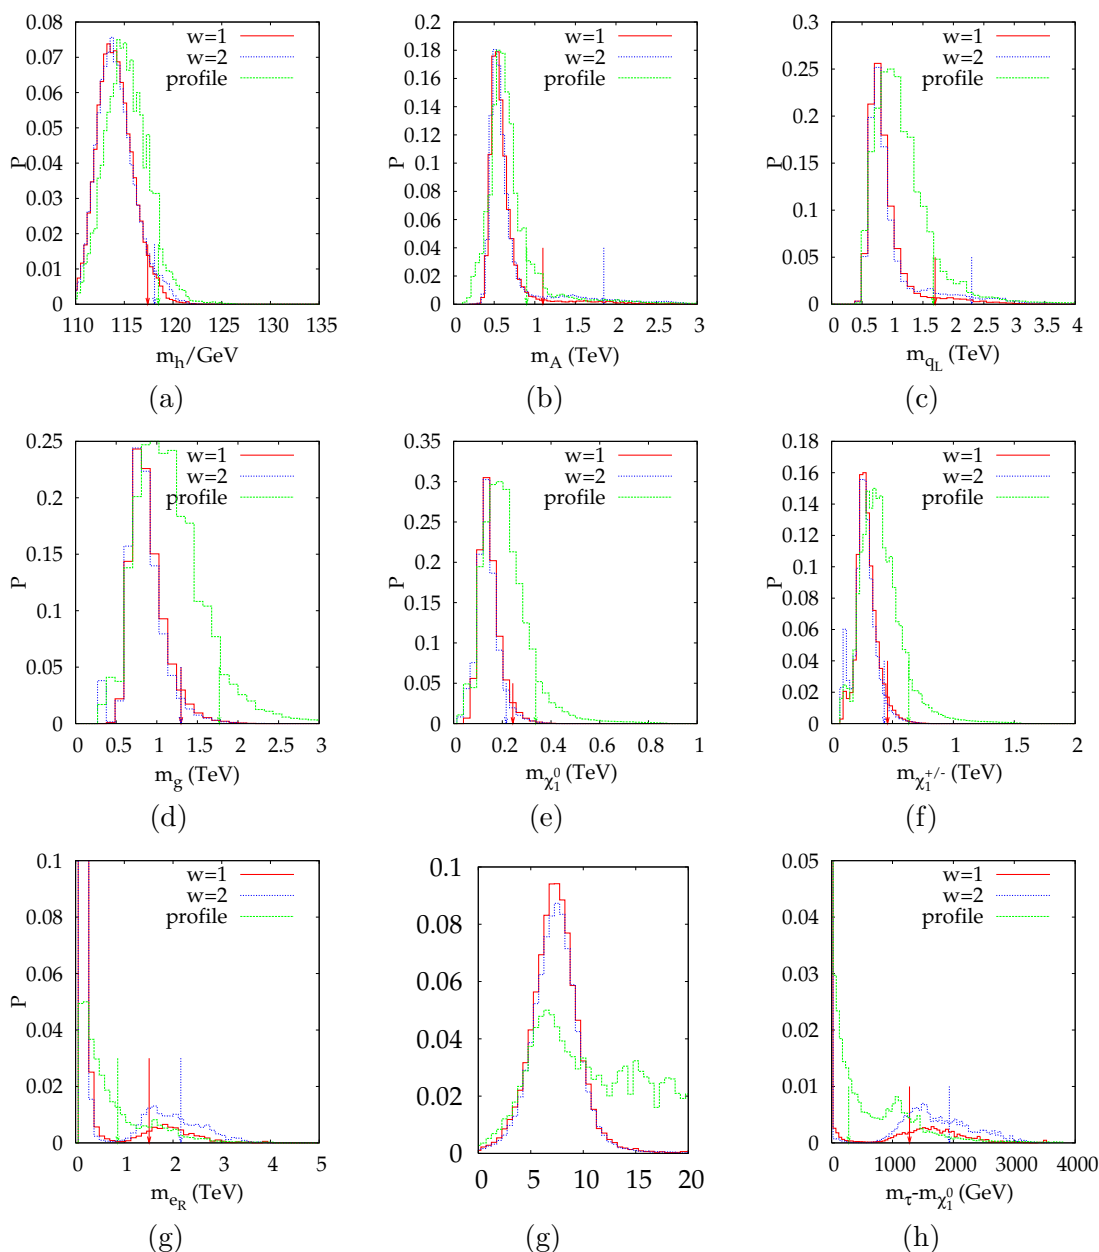 0.08
0.07
0.06
0.05
0.04
0.03
0.02
0.01
0
P
w=1
w=2
profile
110 115 120 125 130 135
m_h/GeV
(a)
0.2
0.18
0.16
0.14
0.12
0.1
0.08
0.06
0.04
0.02
0
P
w=1
w=2
profile
0 0.5 1 1.5 2 2.5 3
m_A (TeV)
(b)
0.3
0.25
0.2
0.15
0.1
0.05
0
P
w=1
w=2
profile
0 0.5 1 1.5 2 2.5 3 3.5 4
m_{q_L} (TeV)
(c)
0.25
0.2
0.15
0.1
0.05
0
P
w=1
w=2
profile
0 0.5 1 1.5 2 2.5 3
m_g (TeV)
(d)
0.35
0.3
0.25
0.2
0.15
0.1
0.05
0
P
w=1
w=2
profile
0 0.2 0.4 0.6 0.8 1
m_{χ_1^0} (TeV)
(e)
0.18
0.16
0.14
0.12
0.1
0.08
0.06
0.04
0.02
0
P
w=1
w=2
profile
0 0.5 1 1.5 2
m_{χ_1^{+/-}} (TeV)
(f)
0.1
0.08
0.06
0.04
0.02
0
P
w=1
w=2
profile
0 1 2 3 4 5
m_{e_R} (TeV)
(g)
0.1
0.08
0.06
0.04
0.02
0
0 5 10 15 20
(g)
0.05
0.04
0.03
0.02
0.01
0
P
w=1
w=2
profile
0 1000 2000 3000 4000
m_τ-m_{χ_1^0} (GeV)
(h)